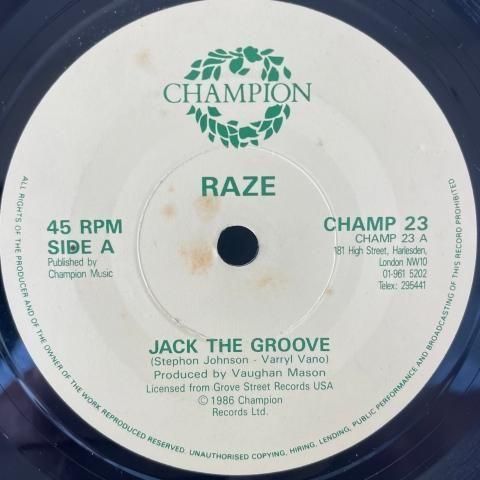 CHAMPION
RAZE
45 RPM
SIDE A
Published by
Champion Music
CHAMP 23
CHAMP 23 A
181 High Street, Harlesden,
London NW10
01-961 5202
Telex: 295441
JACK THE GROOVE
(Stephon Johnson - Varryl Vano)
Produced by Vaughan Mason
Licensed from Grove Street Records USA
© 1986 Champion
Records Ltd.
ALL RIGHTS OF THE PRODUCER AND OF THE OWNER OF THE WORK REPRODUCED RESERVED. UNAUTHORISED COPYING, HIRING, LENDING, PUBLIC PERFORMANCE AND BROADCASTING OF THIS RECORD PROHIBITED